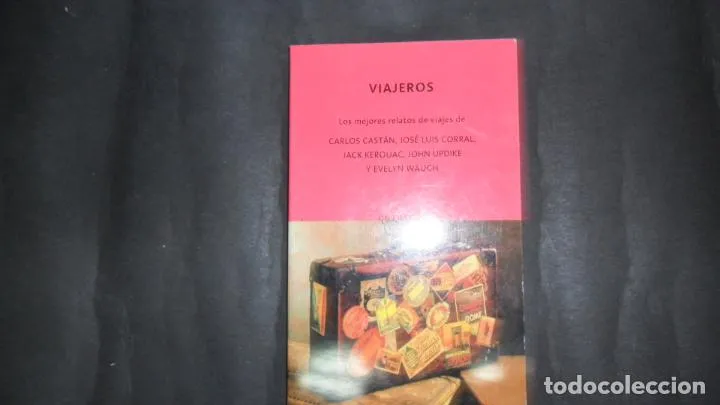 VIAJEROS
Los mejores relatos de viajes de
CARLOS CASTÁN, JOSÉ LUIS CORRAL,
JACK KEROUAC, JOHN UPDIKE
Y EVELYN WAUGH
ROME
todocoleccion